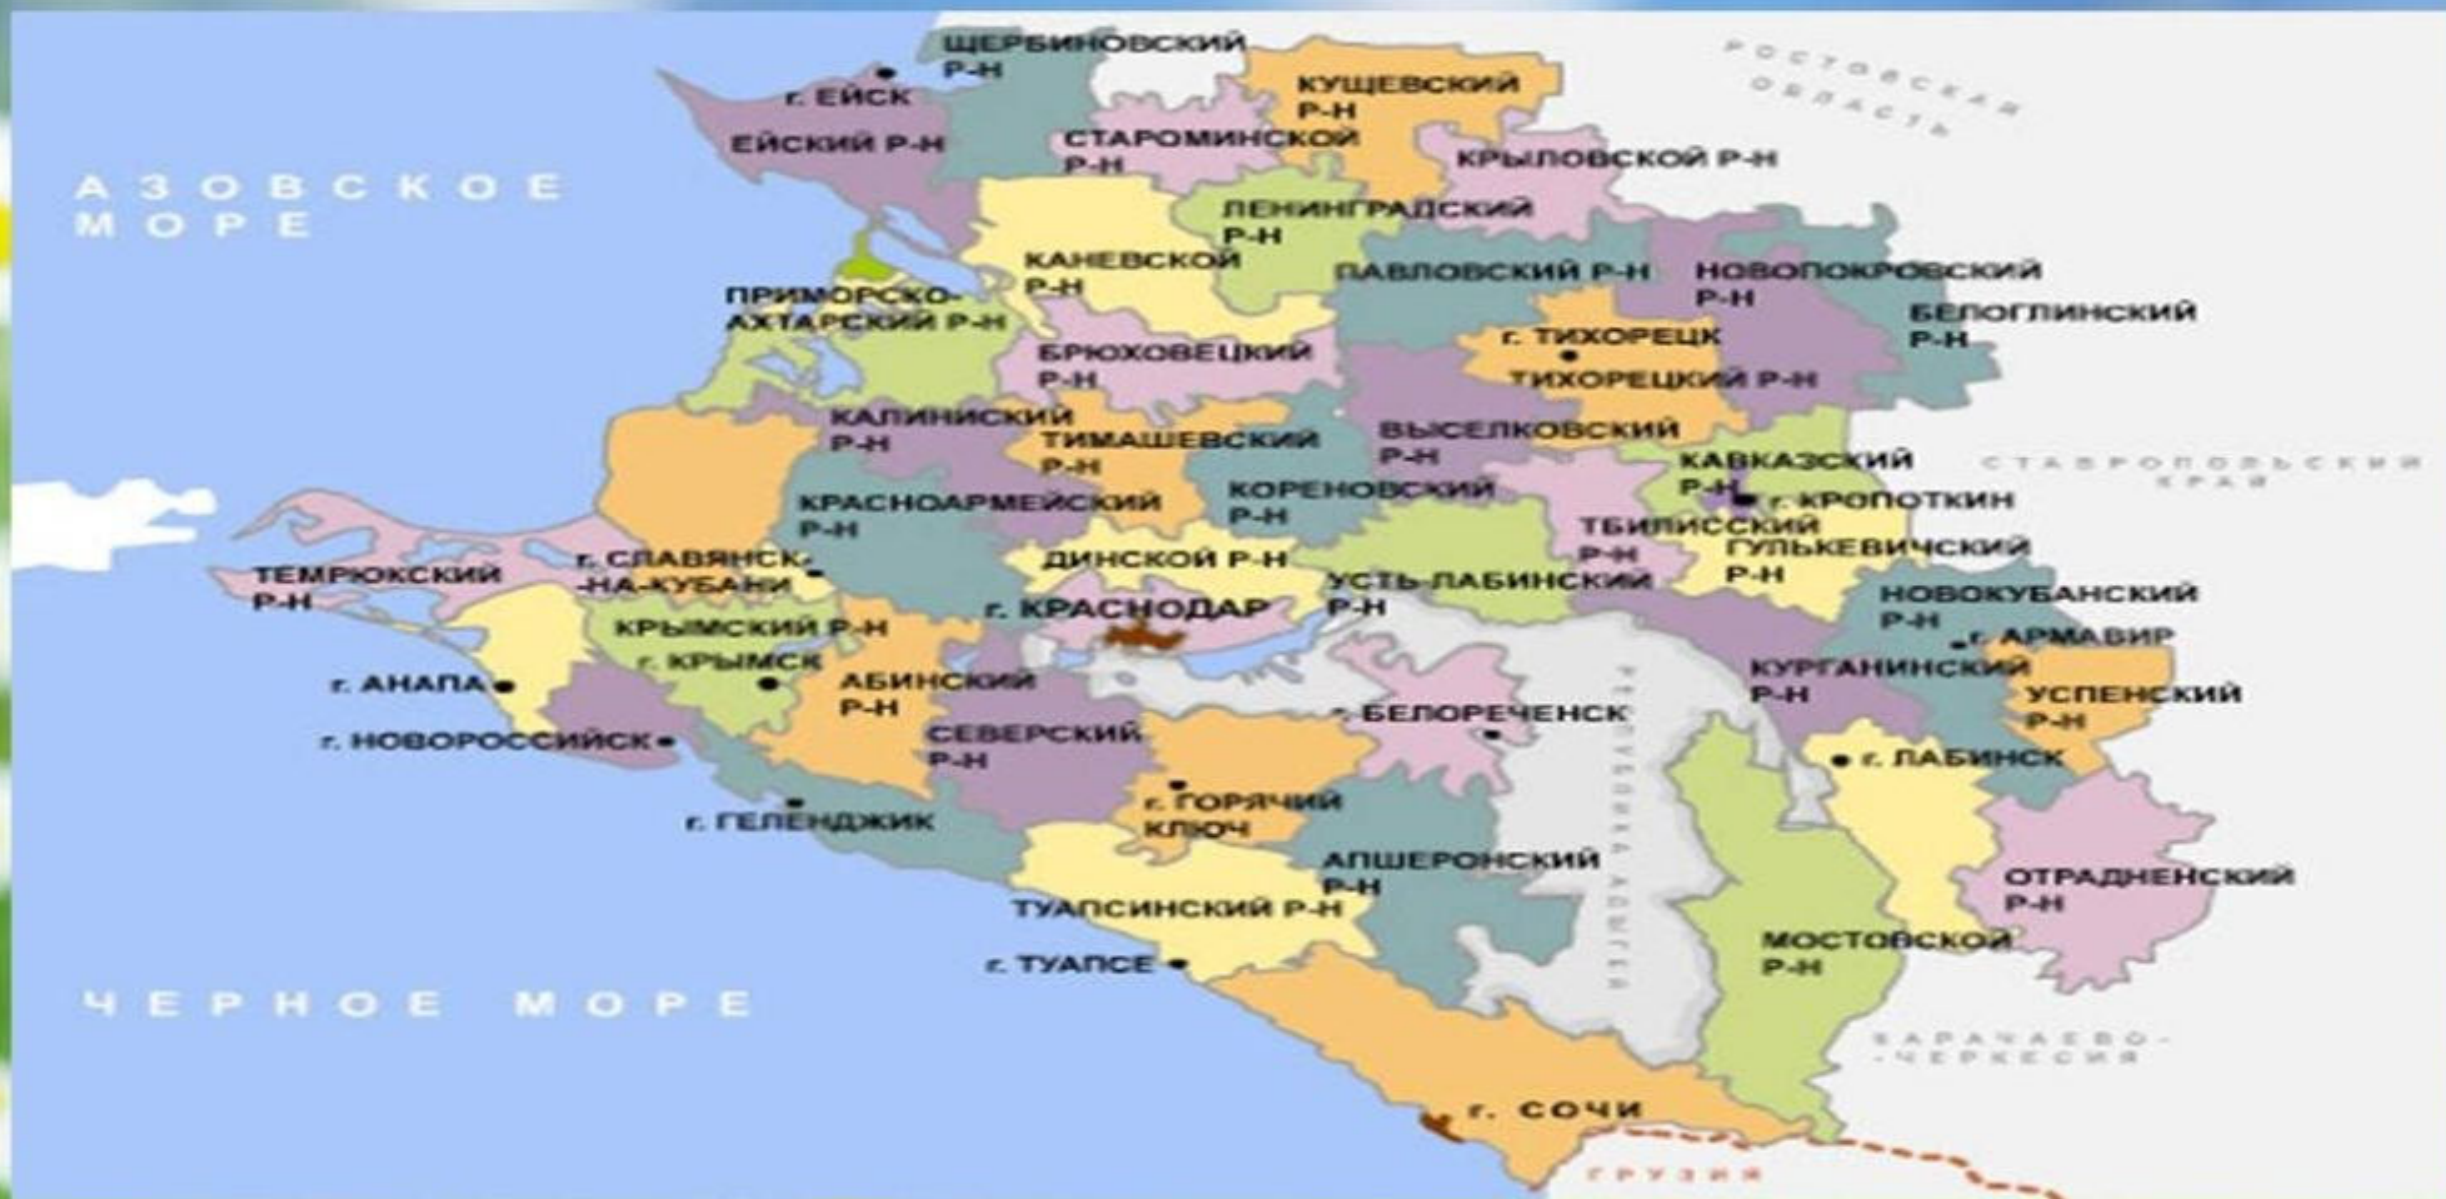 ЩЕРБИНОВСКИЙ
Р-Н
РОСТОВСКАЯ
ОБЛАСТЬ
г. ЕЙСК
КУЩЕВСКИЙ
Р-Н
ЕЙСКИЙ Р-Н
СТАРОМИНСКОЙ
Р-Н
КРЫЛОВСКОЙ Р-Н
АЗОВСКОЕ
МОРЕ
ЛЕНИНГРАДСКИЙ
Р-Н
КАНЕВСКОЙ
Р-Н
ПАВЛОВСКИЙ Р-Н
НОВОПОКРОВСКИЙ
Р-Н
ПРИМОРСКО-
АХТАРСКИЙ Р-Н
БЕЛОГЛИНСКИЙ
Р-Н
г. ТИХОРЕЦК
БРЮХОВЕЦКИЙ
Р-Н
ТИХОРЕЦКИЙ Р-Н
КАЛИНИСКИЙ
Р-Н
ТИМАШЕВСКИЙ
Р-Н
ВЫСЕЛКОВСКИЙ
Р-Н
КАВКАЗСКИЙ
Р-Н
СТАВРОПОЛЬСКИЙ
КРАЙ
КРАСНОАРМЕЙСКИЙ
Р-Н
КОРЕНОВСКИЙ
Р-Н
г. КРОПОТКИН
ТБИЛИССКИЙ
Р-Н
ГУЛЬКЕВИЧСКИЙ
Р-Н
г. СЛАВЯНСК-
-НА-КУБАНИ
ДИНСКОЙ Р-Н
ТЕМРЮКСКИЙ
Р-Н
УСТЬ-ЛАБИНСКИЙ
Р-Н
НОВОКУБАНСКИЙ
Р-Н
г. КРАСНОДАР
КРЫМСКИЙ Р-Н
г. АРМАВИР
г. КРЫМСК
КУРГАНИНСКИЙ
Р-Н
г. АНАПА
АБИНСКИЙ
Р-Н
УСПЕНСКИЙ
Р-Н
г. БЕЛОРЕЧЕНСК
г. НОВОРОССИЙСК
СЕВЕРСКИЙ
Р-Н
г. ЛАБИНСК
РЕСПУБЛИКА АДЫГЕЯ
г. ГОРЯЧИЙ
КЛЮЧ
г. ГЕЛЕНДЖИК
АПШЕРОНСКИЙ
Р-Н
ОТРАДНЕНСКИЙ
Р-Н
ТУАПСИНСКИЙ Р-Н
МОСТОВСКОЙ
Р-Н
г. ТУАПСЕ
ЧЕРНОЕ МОРЕ
КАРАЧАЕВО-
-ЧЕРКЕСИЯ
г. СОЧИ
ГРУЗИЯ